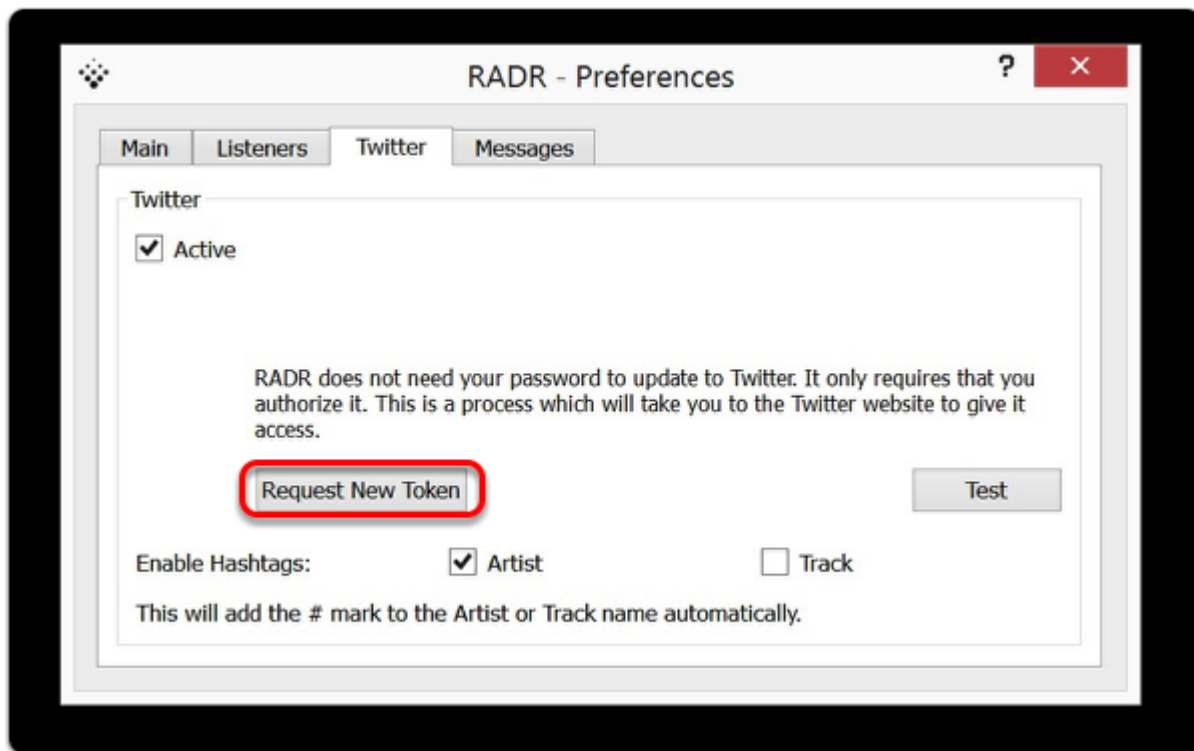 RADR - Preferences ?
Main Listeners Twitter Messages
Twitter
Active
RADR does not need your password to update to Twitter. It only requires that you
authorize it. This is a process which will take you to the Twitter website to give it
access.
Request New Token Test
Enable Hashtags: Artist Track
This will add the # mark to the Artist or Track name automatically.